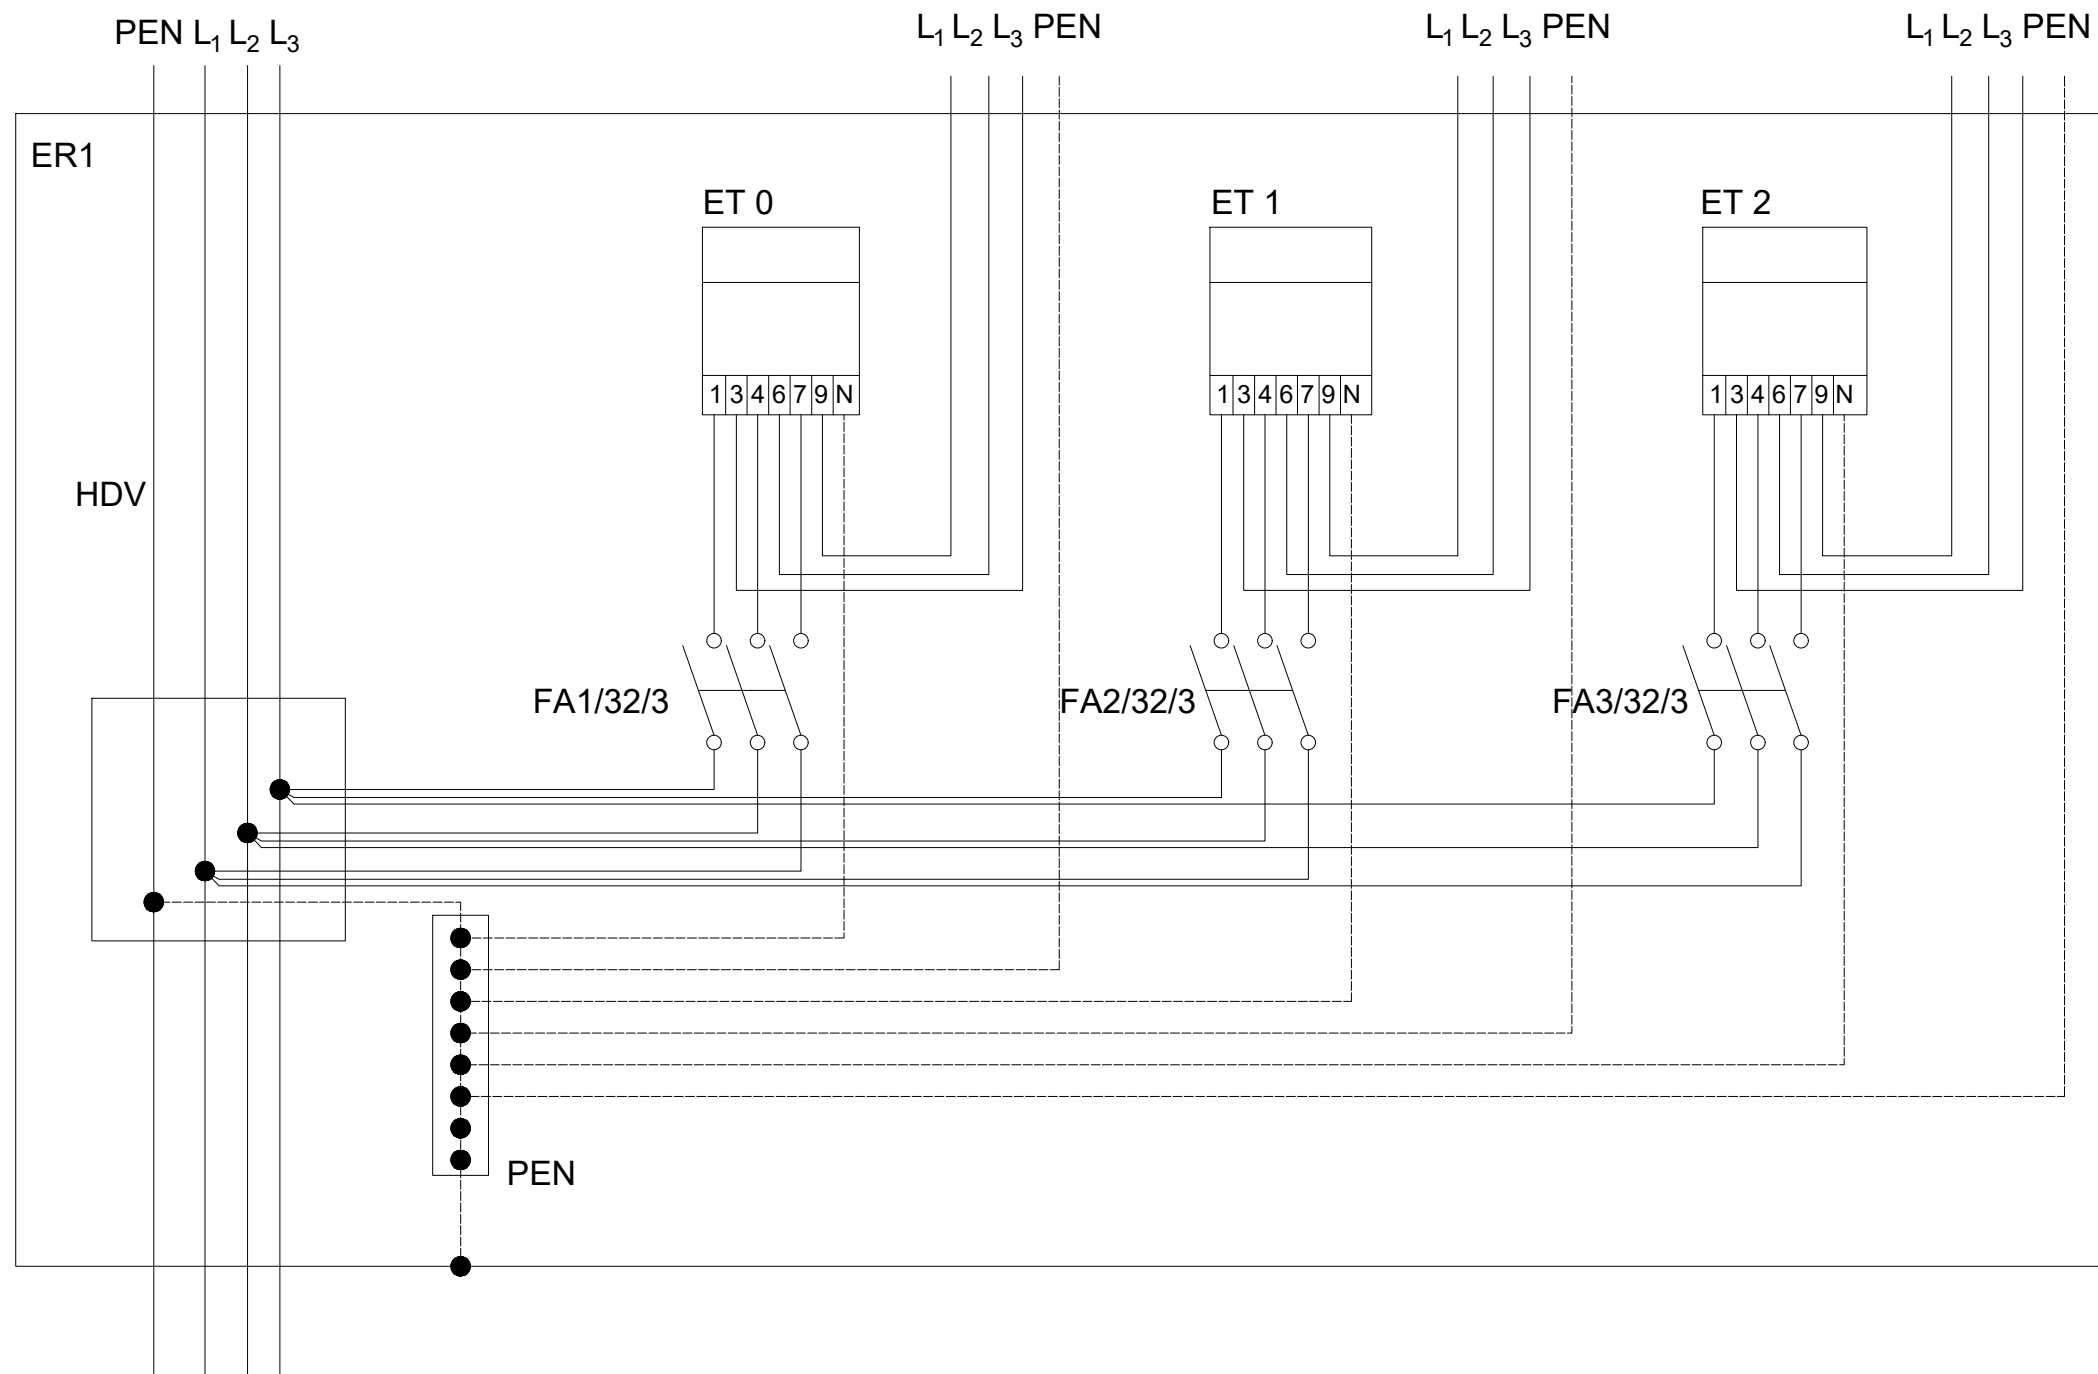 PEN L₁ L₂ L₃
L₁ L₂ L₃ PEN
L₁ L₂ L₃ PEN
L₁ L₂ L₃ PEN
ER1
ET 0
ET 1
ET 2
1 3 4 6 7 9 N
1 3 4 6 7 9 N
1 3 4 6 7 9 N
HDV
FA1/32/3
FA2/32/3
FA3/32/3
PEN